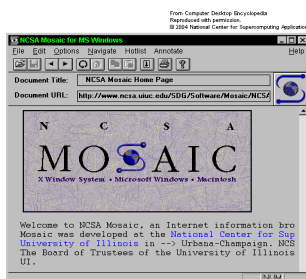 From Computer Desktop Encyclopedia
Reproduced with permission.
© 2004 National Center for Supercomputing Application
NCSA Mosaic for MS Windows
File Edit Options Navigate Hotlist Annotate Help
Document Title: NCSA Mosaic Home Page
Document URL: http://www.ncsa.uiuc.edu/SDG/Software/Mosaic/NCSA
N C S A
MOSAIC
X Window System • Microsoft Windows • Macintosh
Welcome to NCSA Mosaic, an Internet information bro
Mosaic was developed at the National Center for Sup
University of Illinois in --> Urbana-Champaign. NCS
The Board of Trustees of the University of Illinois
UI.
NUM